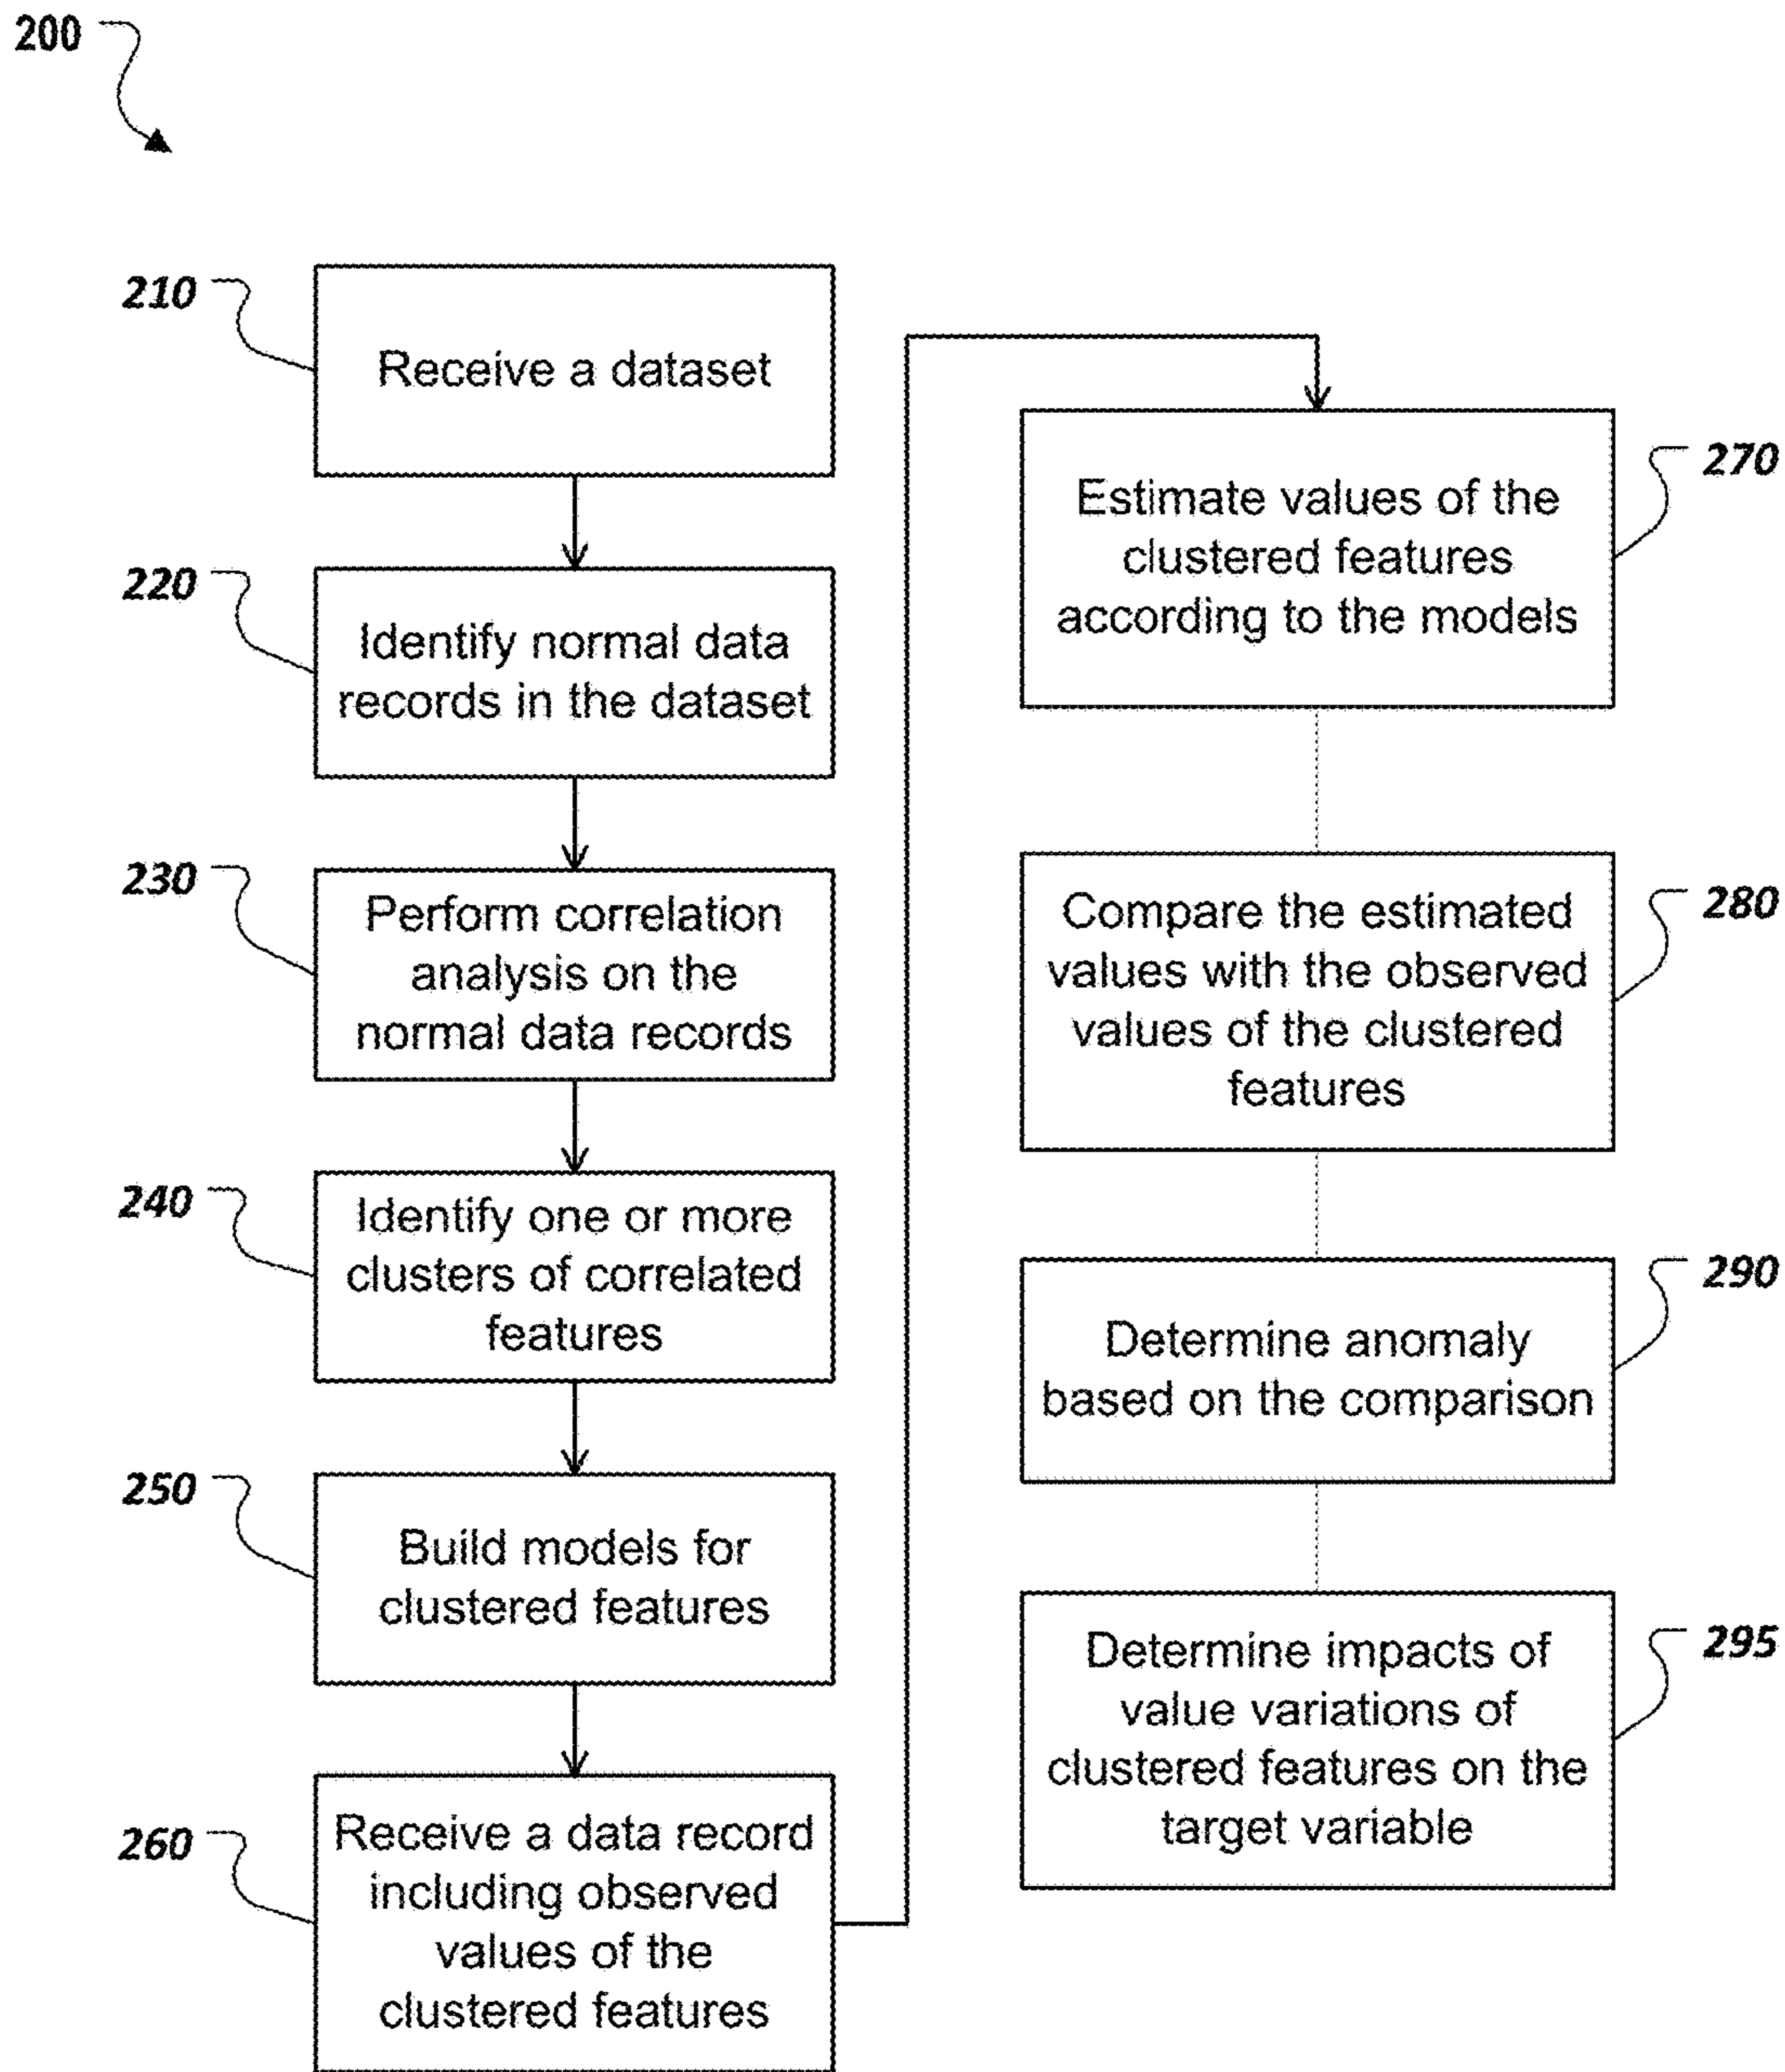 200
210
Receive a dataset
220
Identify normal data
records in the dataset
230
Perform correlation
analysis on the
normal data records
240
Identify one or more
clusters of correlated
features
250
Build models for
clustered features
260
Receive a data record
including observed
values of the
clustered features
270
Estimate values of the
clustered features
according to the models
280
Compare the estimated
values with the observed
values of the clustered
features
290
Determine anomaly
based on the comparison
295
Determine impacts of
value variations of
clustered features on the
target variable